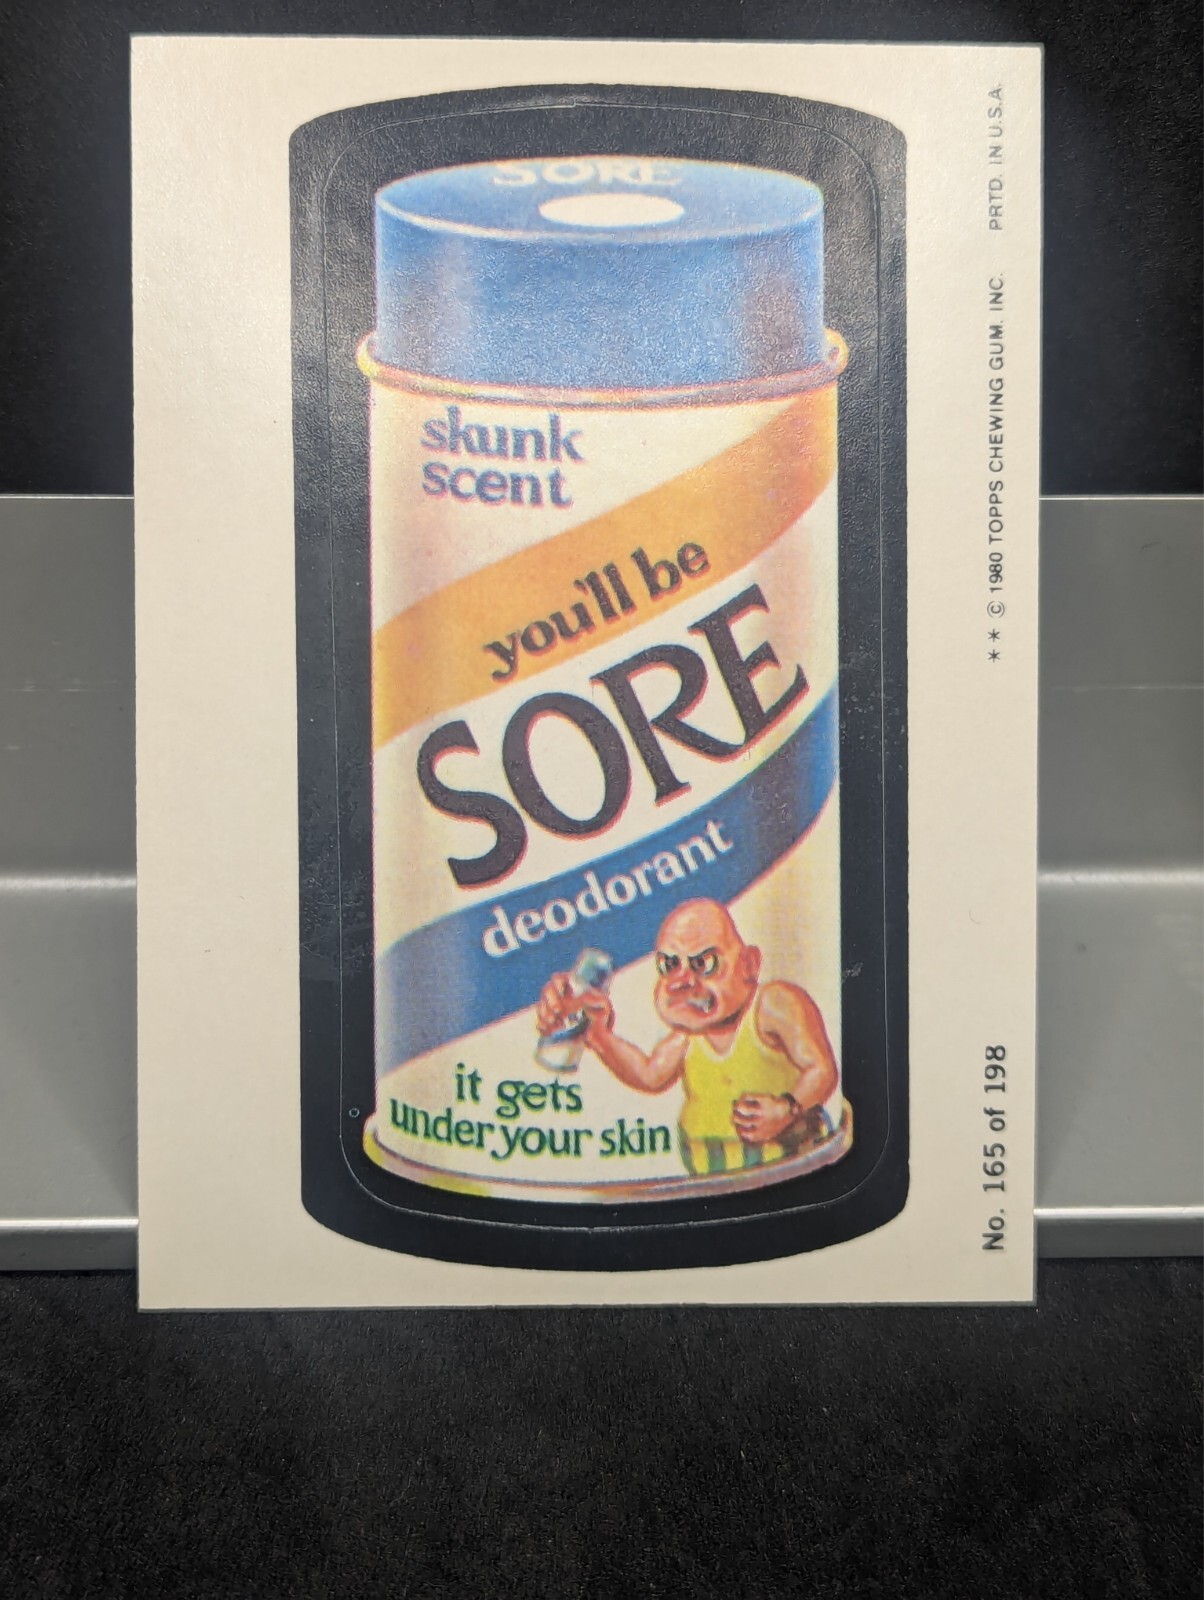 SORE
skunk
scent
you'll be
SORE
deodorant
it gets
under your skin
** © 1980 TOPPS CHEWING GUM. INC. PRTD. IN U.S.A.
No. 165 of 198